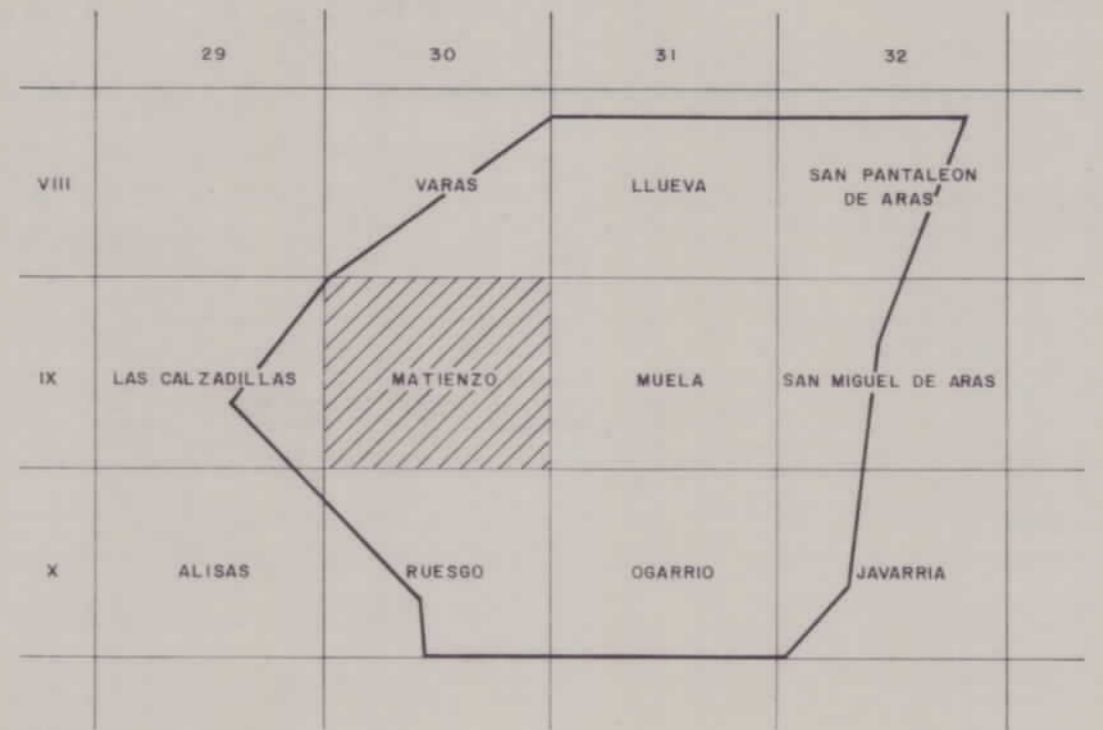 29 30 31 32
VIII VARAS LLUEVA SAN PANTALEON
DE ARAS
IX LAS CALZADILLAS MATIENZO MUELA SAN MIGUEL DE ARAS
X ALISAS RUESGO OGARRIO JAVARRIA